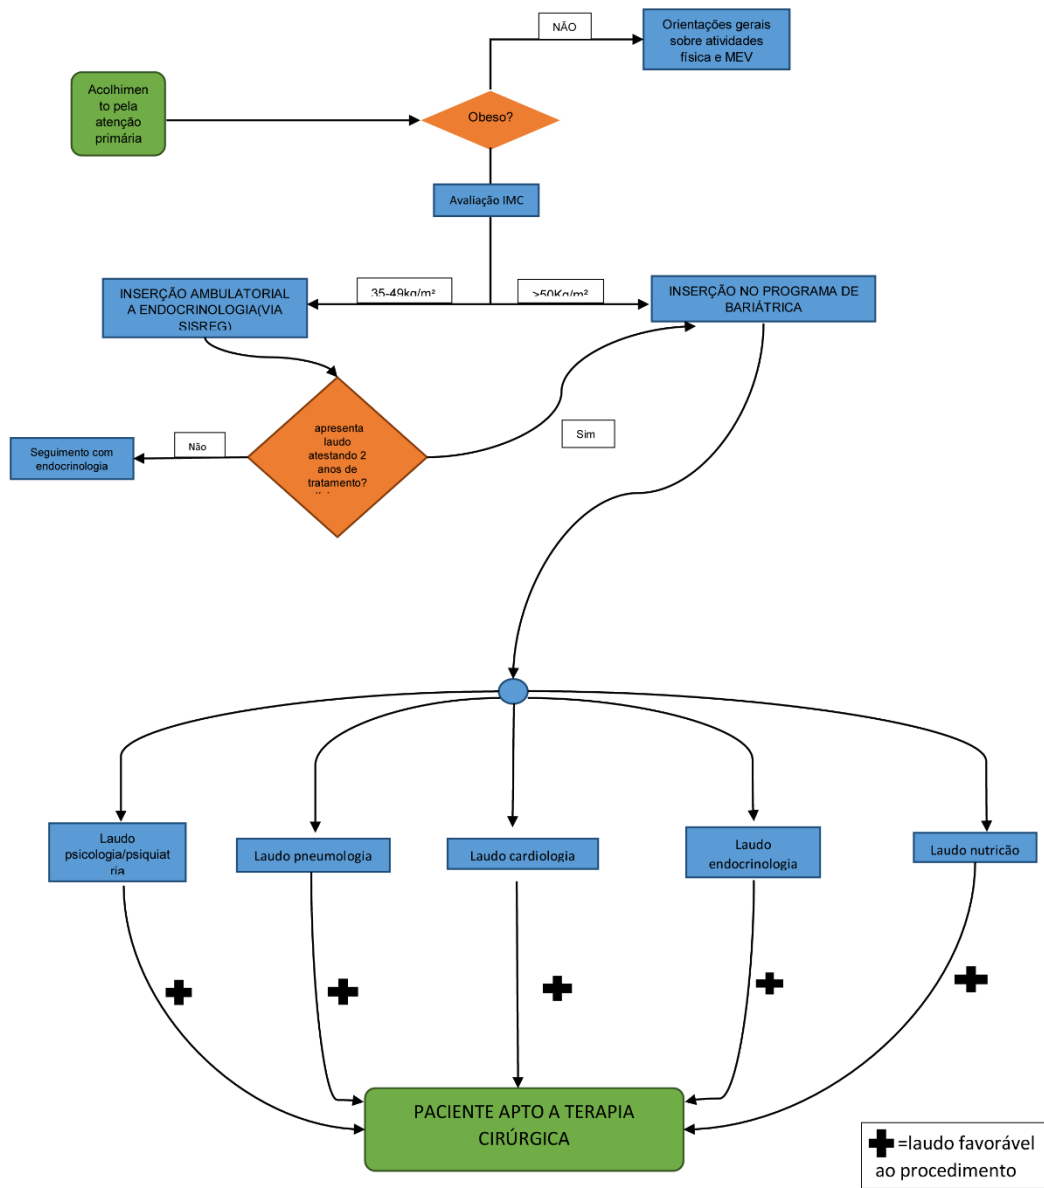 NÃO
Orientações gerais
sobre atividades
física e MEV
Acolhimen
to pela
atenção
primária
Obeso?
Avaliação IMC
35-49kg/m²
>50Kg/m²
INSERÇÃO AMBULATORIAL
A ENDOCRINOLOGIA(VIA
SISREG)
INSERÇÃO NO PROGRAMA DE
BARIÁTRICA
apresenta
laudo
atestando 2
anos de
tratamento?
Não
Sim
Seguimento com
endocrinologia
Laudo
psicologia/psiquiat
ria
Laudo pneumologia
Laudo cardiologia
Laudo
endocrinologia
Laudo nutrição
PACIENTE APTO A TERAPIA
CIRÚRGICA
=laudo favorável
ao procedimento